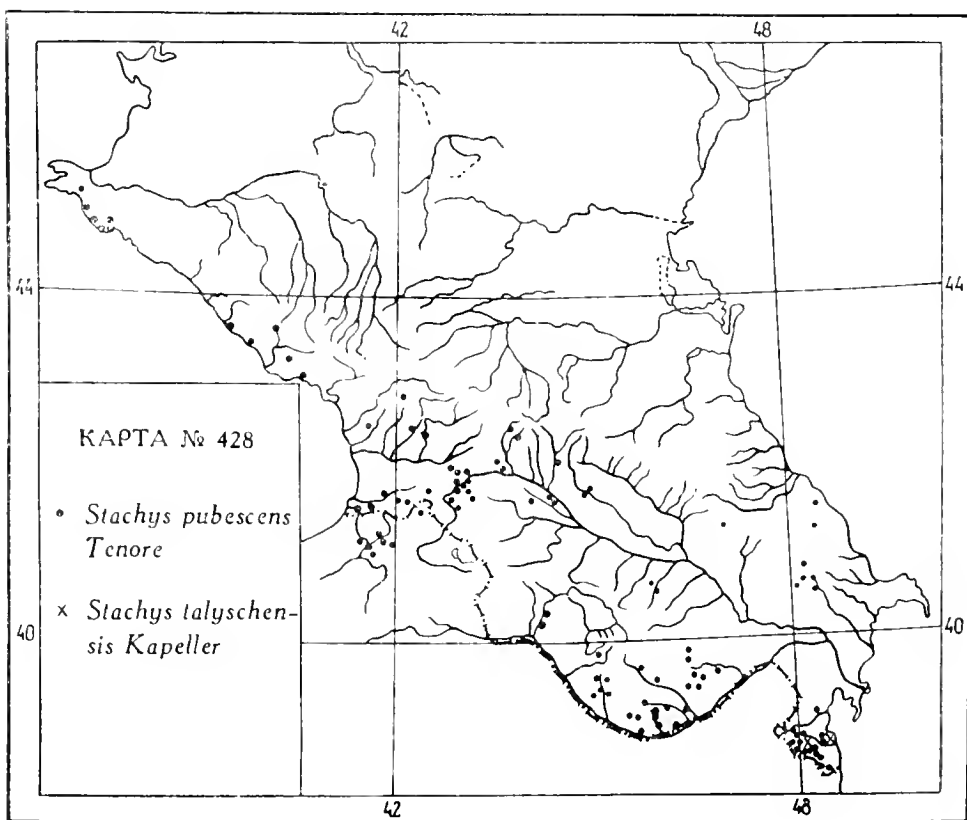 42 48
44 44
КАРТА № 428
• Stachys pubescens
Tenore
× Stachys talyschen-
sis Kapeller
40 40
42 48